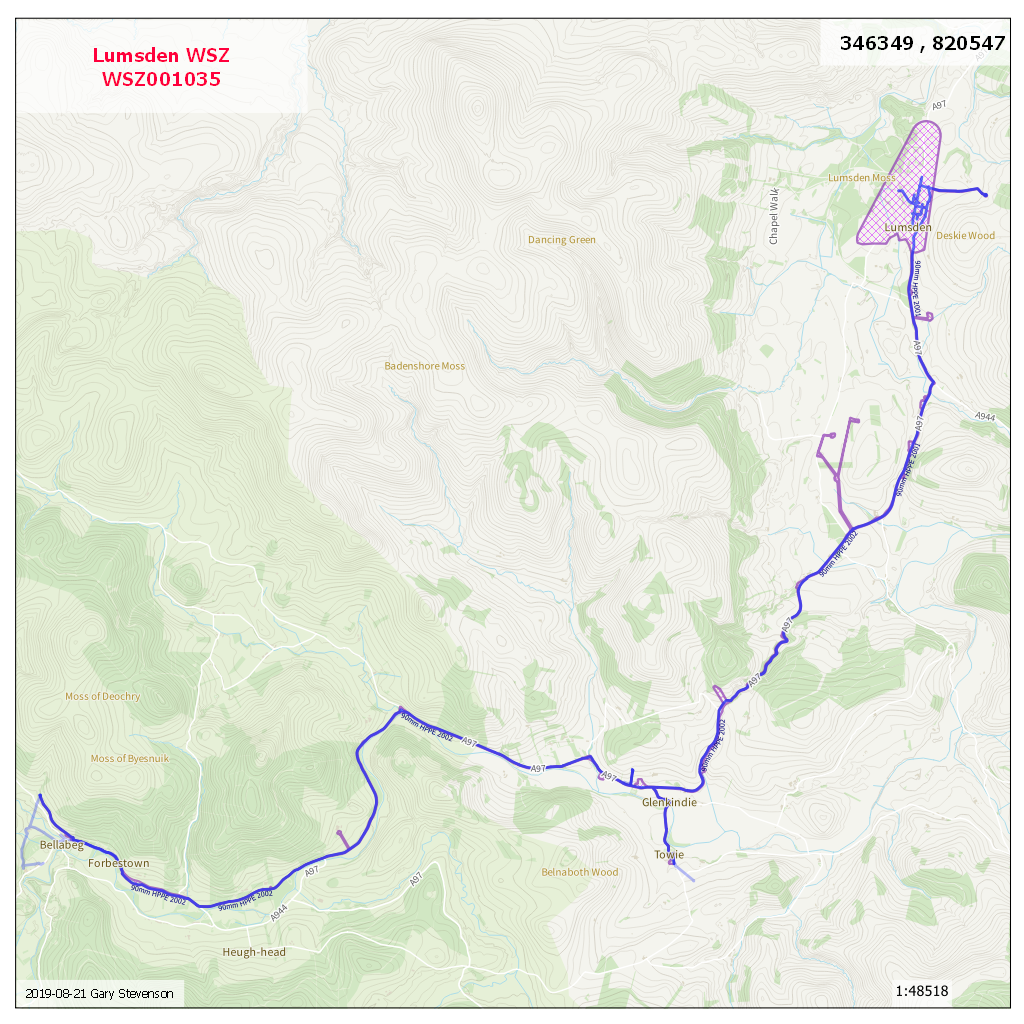 Lumsden WSZ
WSZ001035
346349 , 820547
A97
Lumsden Moss
Chapel Walk
Lumsden
Deskie Wood
Dancing Green
90mm HPPE 2001
A97
Badenshore Moss
A944
A97
90mm HPPE 2001
90mm HPPE 2002
A97
A97
Moss of Deochry
90mm HPPE 2002
A97
90mm HPPE 2002
Moss of Byesnuik
A97
A97
Glenkindie
Bellabeg
Towie
Forbestown
A97
Belnaboth Wood
A97
90mm HPPE 2002
90mm HPPE 2002
A944
Heugh-head
2019-08-21 Gary Stevenson
1:48518